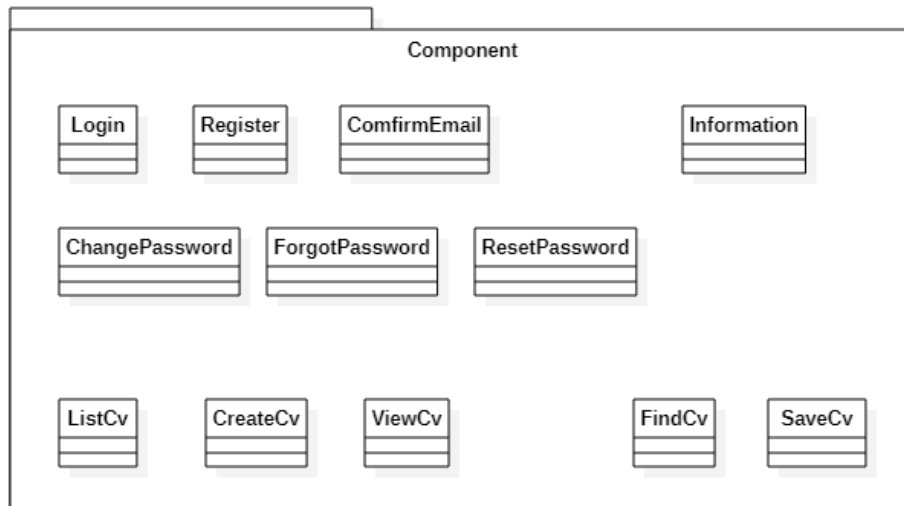 Component
Login Register ComfirmEmail Information
ChangePassword ForgotPassword ResetPassword
ListCv CreateCv ViewCv FindCv SaveCv